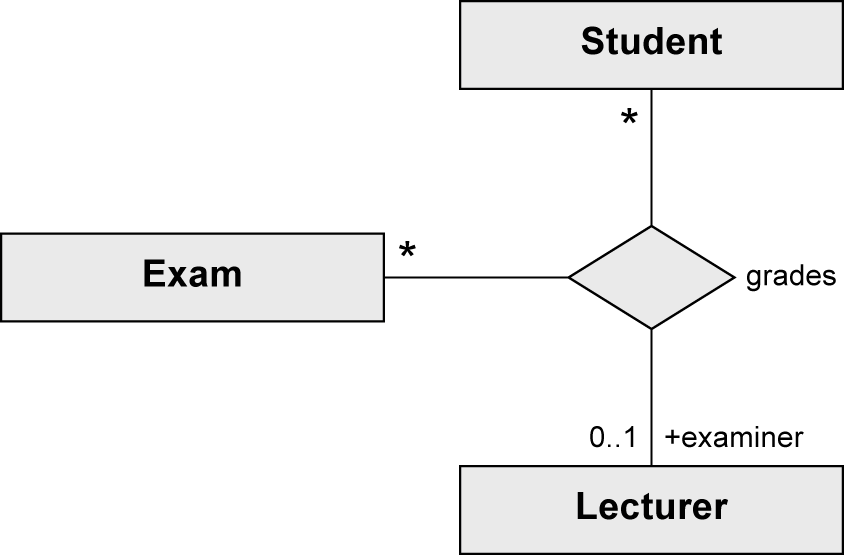 Student
*
Exam
*
grades
0..1
+examiner
Lecturer